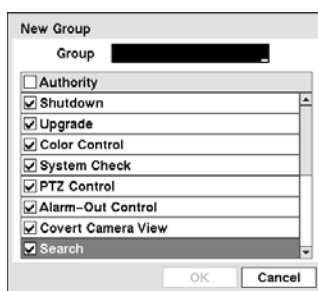 New Group
Group
Authority
Shutdown
Upgrade
Color Control
System Check
PTZ Control
Alarm-Out Control
Covert Camera View
Search
OK Cancel